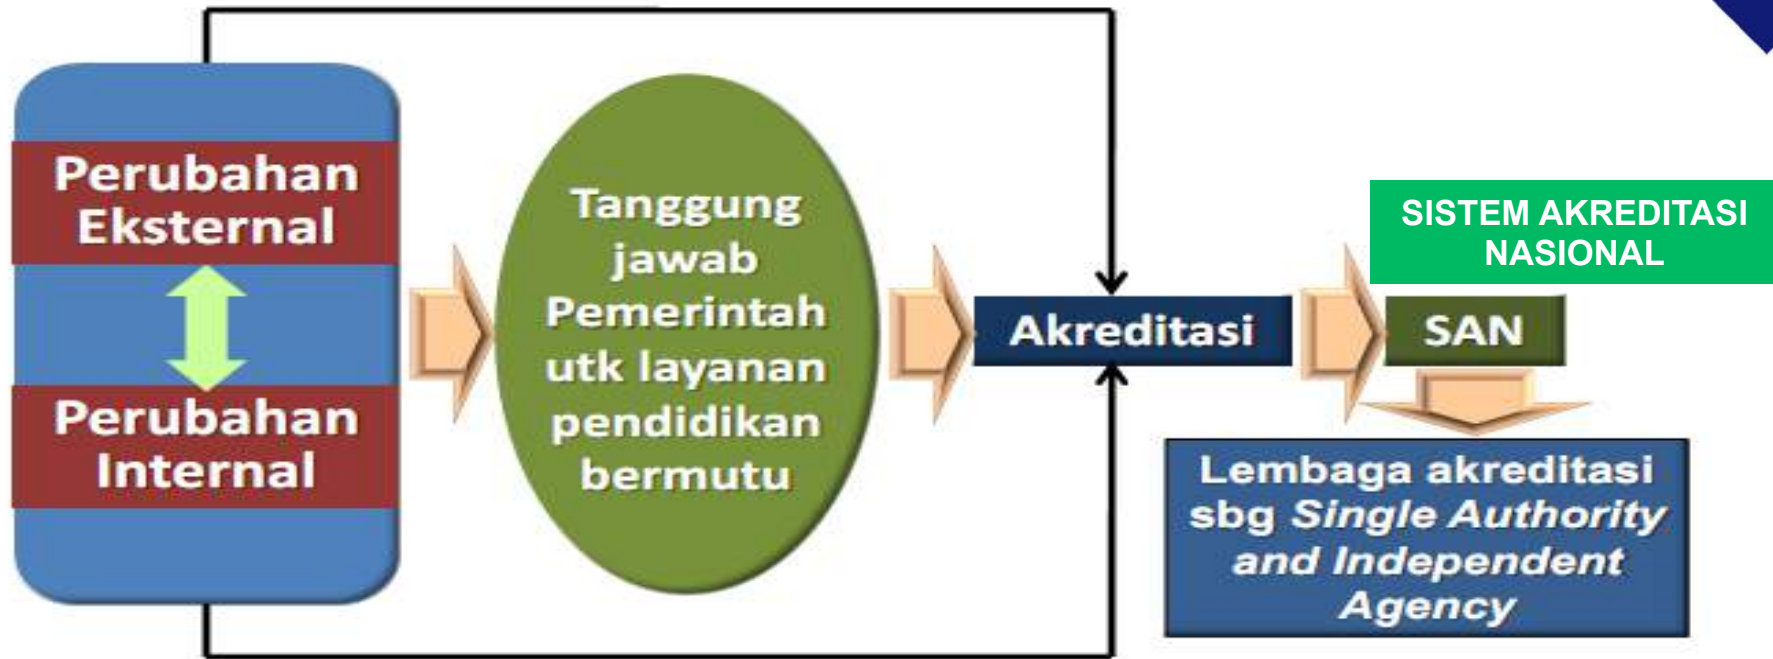 Perubahan
Eksternal
Perubahan
Internal
Tanggung
jawab
Pemerintah
utk layanan
pendidikan
bermutu
Akreditasi
SISTEM AKREDITASI
NASIONAL
SAN
Lembaga akreditasi
sbg Single Authority
and Independent
Agency